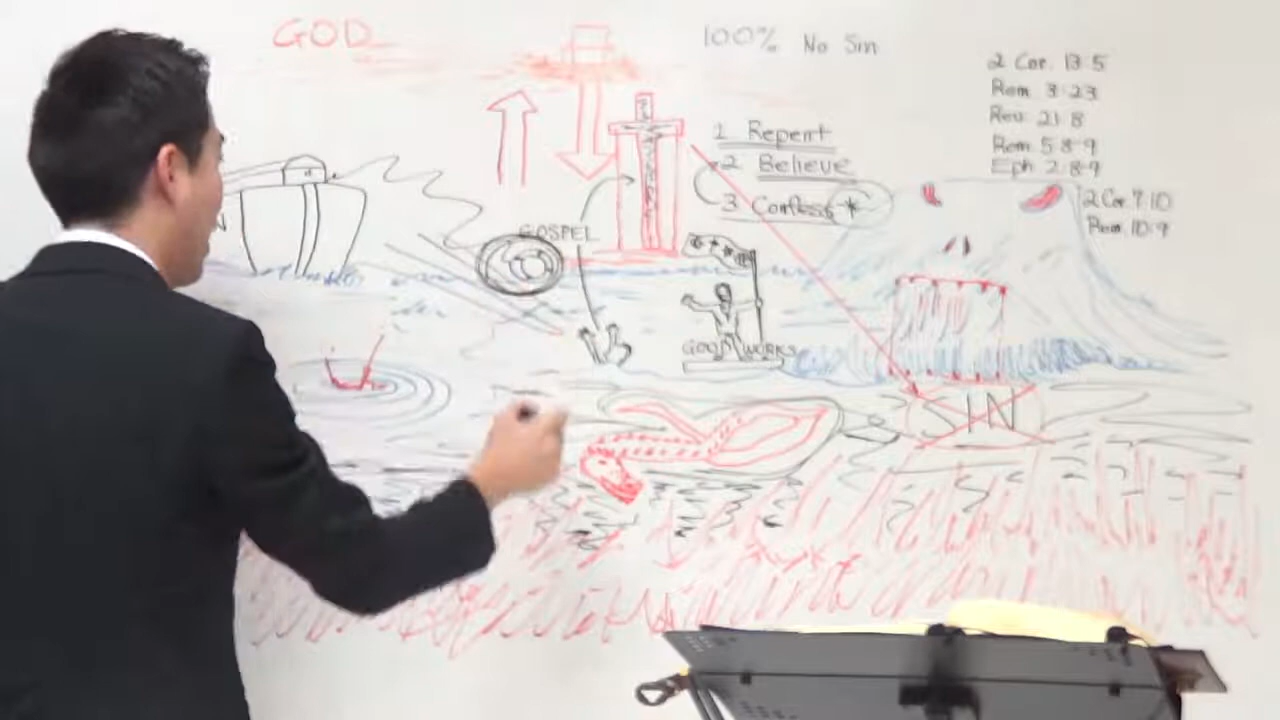 GOD
100% No Sin
2 Cor. 13:5
Rom 3:23
Rev 21:8
Rom 5:8-9
Eph 2:8-9
2 Cor 7:10
Rom 10:9
1 Repent
2 Believe
3 Confess *
GOSPEL
GOOD WORKS
SIN